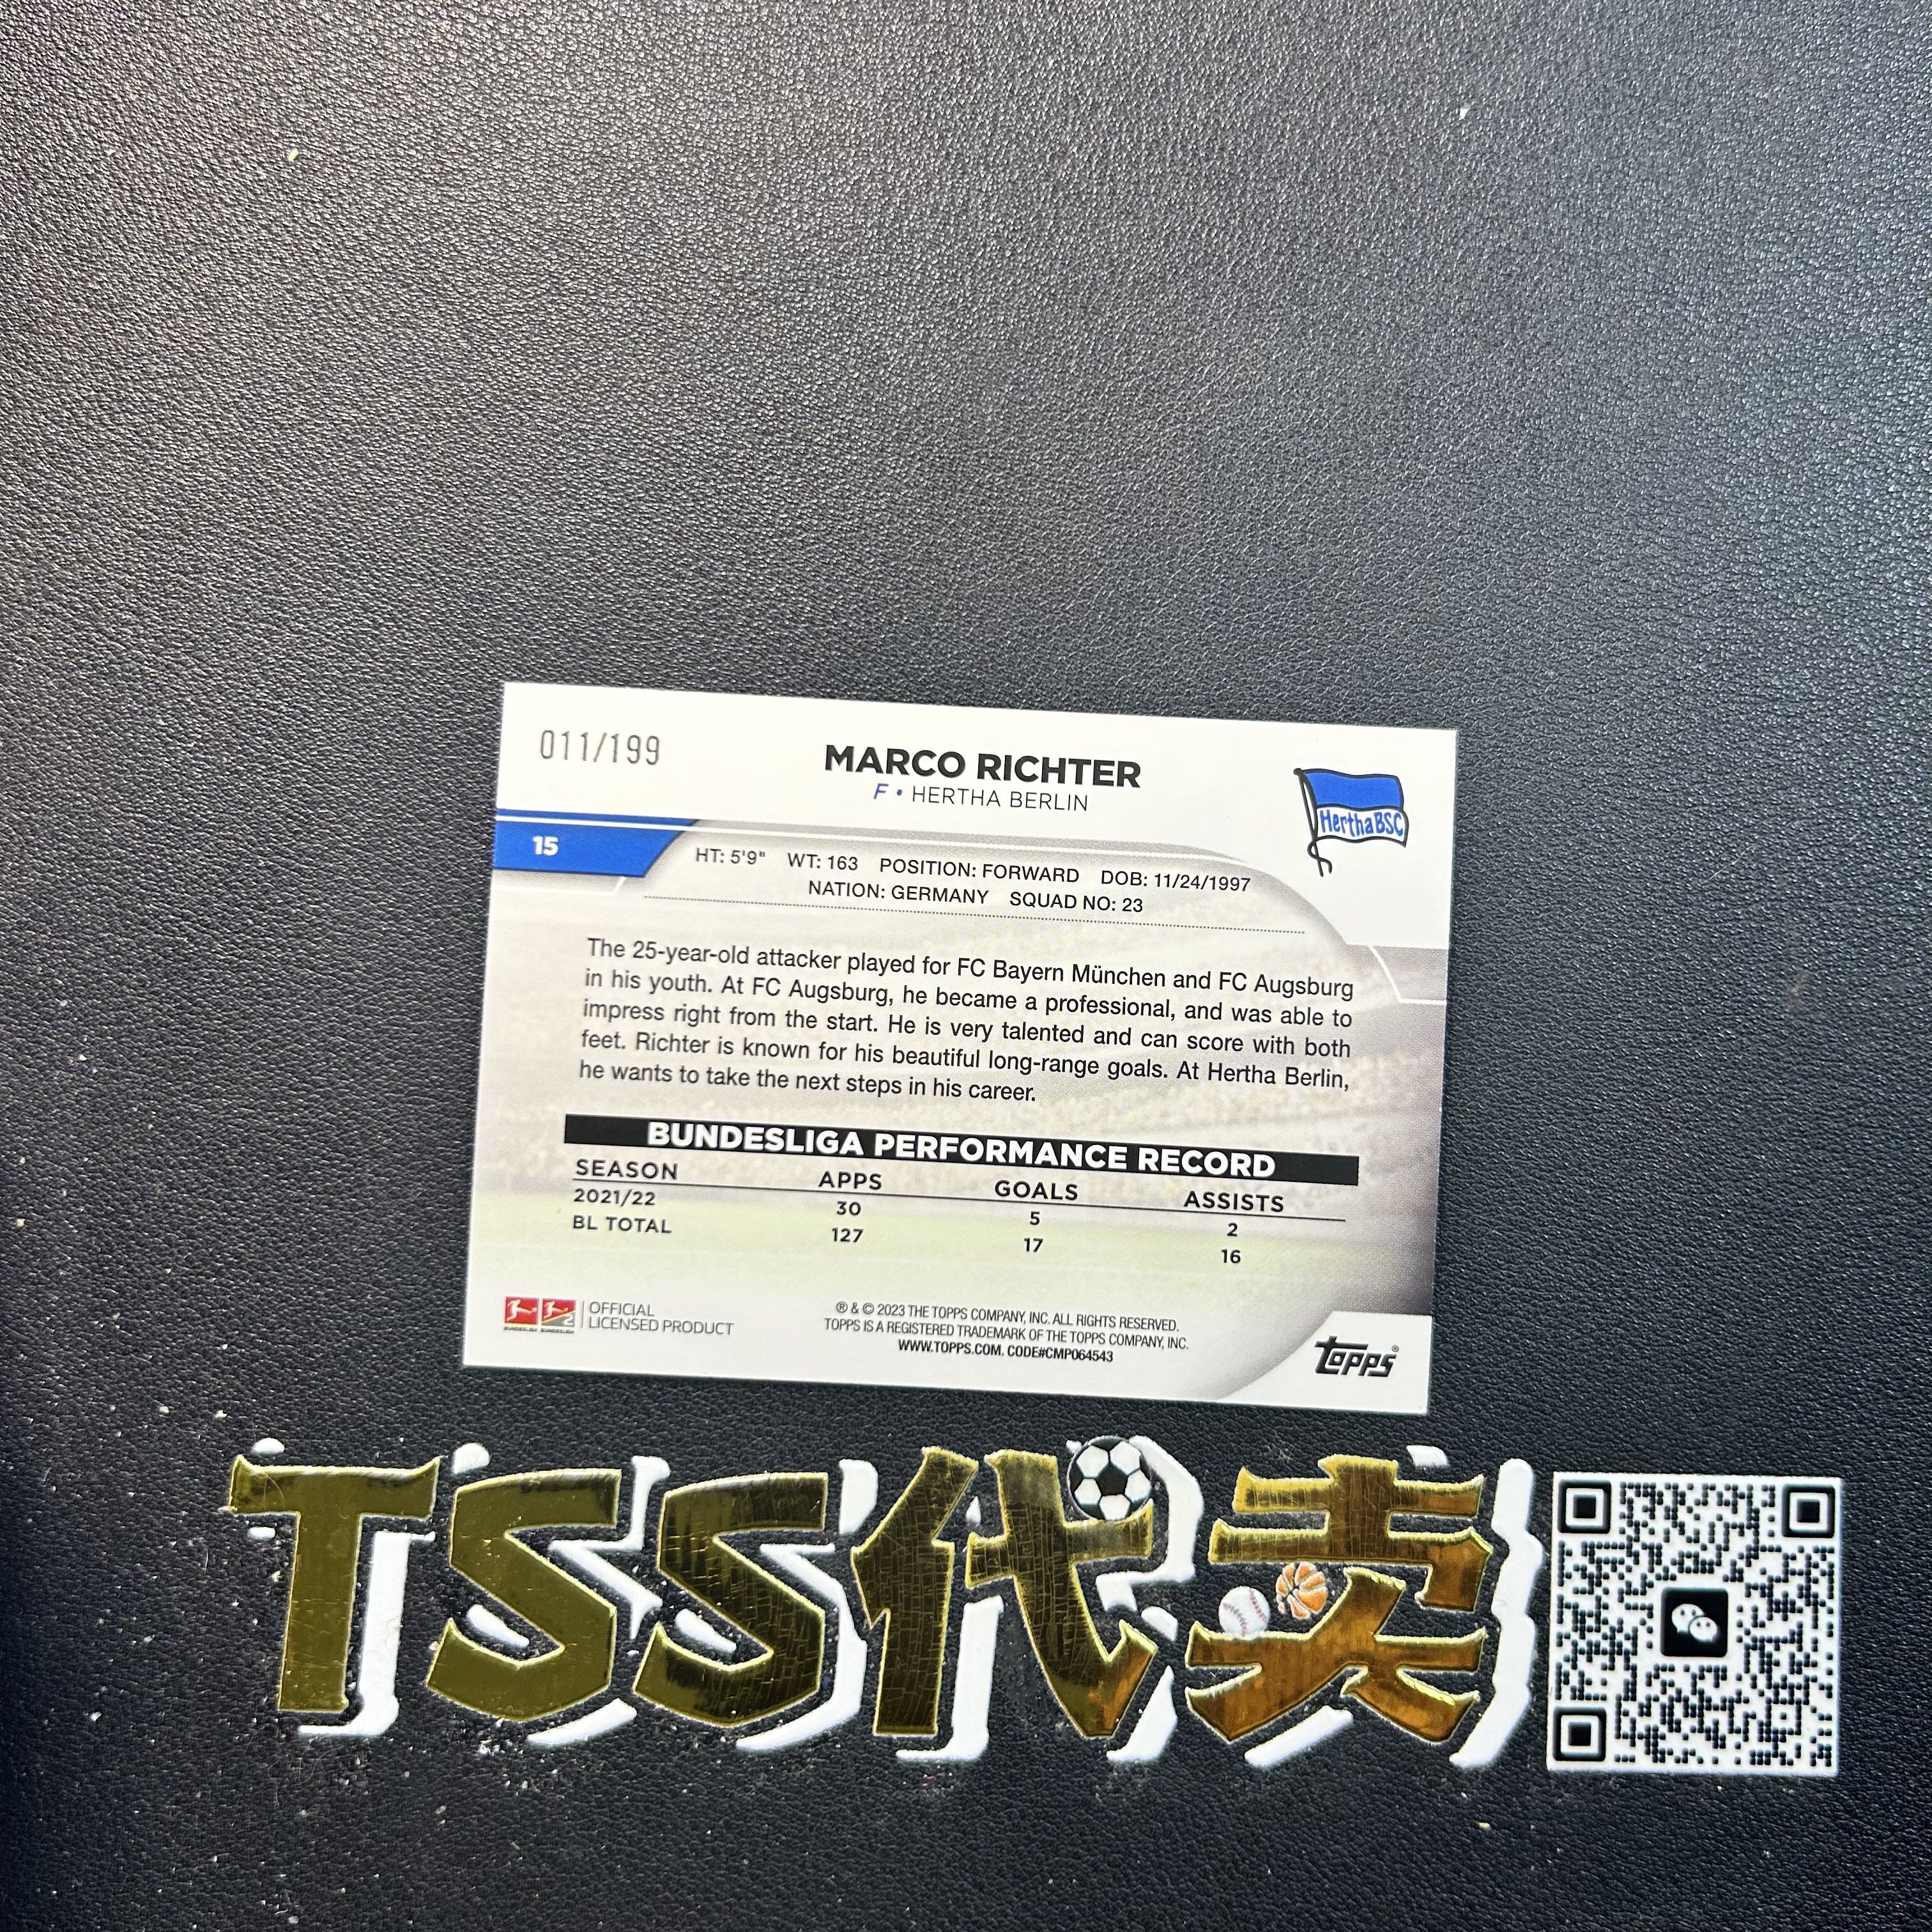 011/199
MARCO RICHTER
F • HERTHA BERLIN
HerthaBSC
15
HT: 5'9" WT: 163 POSITION: FORWARD DOB: 11/24/1997
NATION: GERMANY SQUAD NO: 23
The 25-year-old attacker played for FC Bayern München and FC Augsburg
in his youth. At FC Augsburg, he became a professional, and was able to
impress right from the start. He is very talented and can score with both
feet. Richter is known for his beautiful long-range goals. At Hertha Berlin,
he wants to take the next steps in his career.
BUNDESLIGA PERFORMANCE RECORD
SEASON APPS GOALS ASSISTS
2021/22 30 5 2
BL TOTAL 127 17 16
BUNDESLIGA BUNDESLIGA
OFFICIAL
LICENSED PRODUCT
® & © 2023 THE TOPPS COMPANY, INC. ALL RIGHTS RESERVED.
TOPPS IS A REGISTERED TRADEMARK OF THE TOPPS COMPANY, INC.
WWW.TOPPS.COM. CODE#CMP064543
topps®
TSS代卖